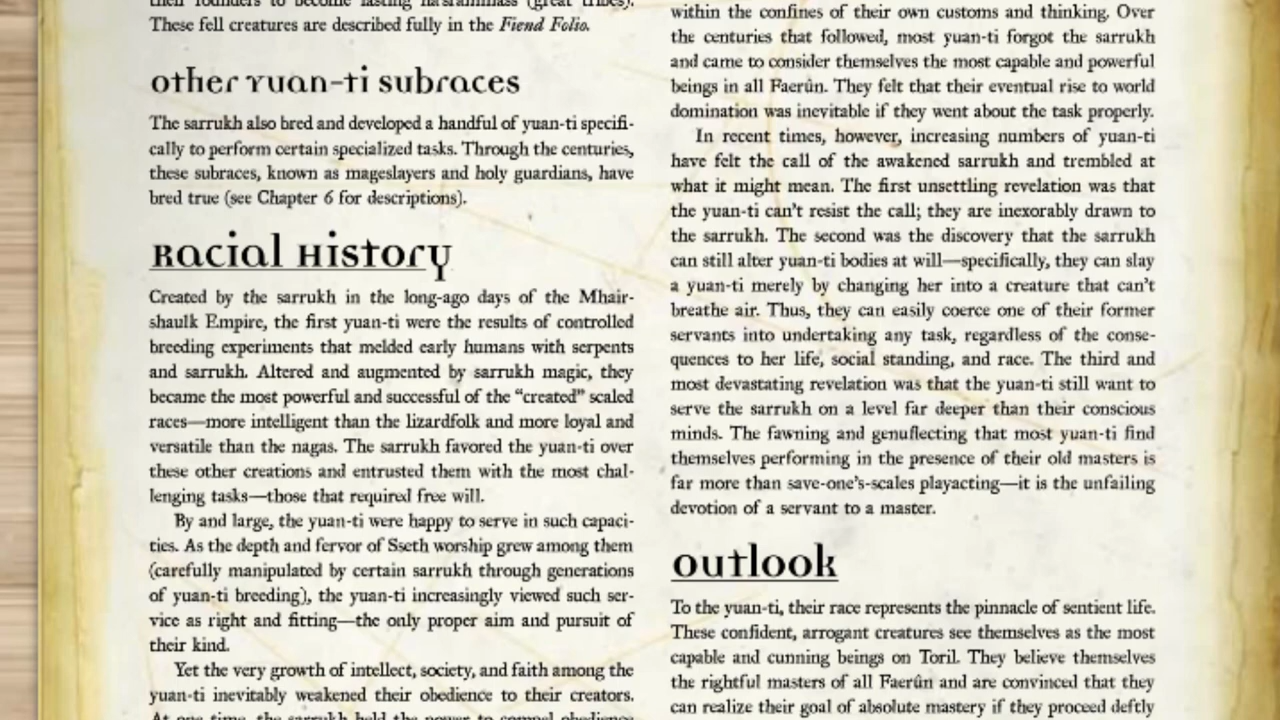 their founders to become lasting (great tribes).
These fell creatures are described fully in the Fiend Folio.
other yuan-ti subraces
The sarrukh also bred and developed a handful of yuan-ti specifi-
cally to perform certain specialized tasks. Through the centuries,
these subraces, known as mageslayers and holy guardians, have
bred true (see Chapter 6 for descriptions).
Racial History
Created by the sarrukh in the long-ago days of the Mhair-
shaulk Empire, the first yuan-ti were the results of controlled
breeding experiments that melded early humans with serpents
and sarrukh. Altered and augmented by sarrukh magic, they
became the most powerful and successful of the “created” scaled
races—more intelligent than the lizardfolk and more loyal and
versatile than the nagas. The sarrukh favored the yuan-ti over
these other creations and entrusted them with the most chal-
lenging tasks—those that required free will.
By and large, the yuan-ti were happy to serve in such capaci-
ties. As the depth and fervor of Sseth worship grew among them
(carefully manipulated by certain sarrukh through generations
of yuan-ti breeding), the yuan-ti increasingly viewed such ser-
vice as right and fitting—the only proper aim and pursuit of
their kind.
Yet the very growth of intellect, society, and faith among the
yuan-ti inevitably weakened their obedience to their creators.
At one time, the sarrukh held the power to compel obedience
within the confines of their own customs and thinking. Over
the centuries that followed, most yuan-ti forgot the sarrukh
and came to consider themselves the most capable and powerful
beings in all Faerûn. They felt that their eventual rise to world
domination was inevitable if they went about the task properly.
In recent times, however, increasing numbers of yuan-ti
have felt the call of the awakened sarrukh and trembled at
what it might mean. The first unsettling revelation was that
the yuan-ti can’t resist the call; they are inexorably drawn to
the sarrukh. The second was the discovery that the sarrukh
can still alter yuan-ti bodies at will—specifically, they can slay
a yuan-ti merely by changing her into a creature that can’t
breathe air. Thus, they can easily coerce one of their former
servants into undertaking any task, regardless of the conse-
quences to her life, social standing, and race. The third and
most devastating revelation was that the yuan-ti still want to
serve the sarrukh on a level far deeper than their conscious
minds. The fawning and genuflecting that most yuan-ti find
themselves performing in the presence of their old masters is
far more than save-one’s-scales playacting—it is the unfailing
devotion of a servant to a master.
outlook
To the yuan-ti, their race represents the pinnacle of sentient life.
These confident, arrogant creatures see themselves as the most
capable and cunning beings on Toril. They believe themselves
the rightful masters of all Faerûn and are convinced that they
can realize their goal of absolute mastery if they proceed deftly